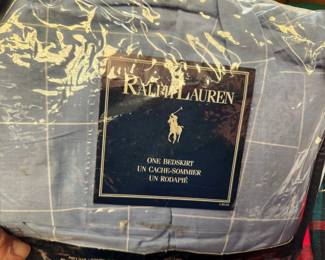 RALPH LAUREN
ONE BEDSKIRT
UN CACHE-SOMMIER
UN RODAPIÉ